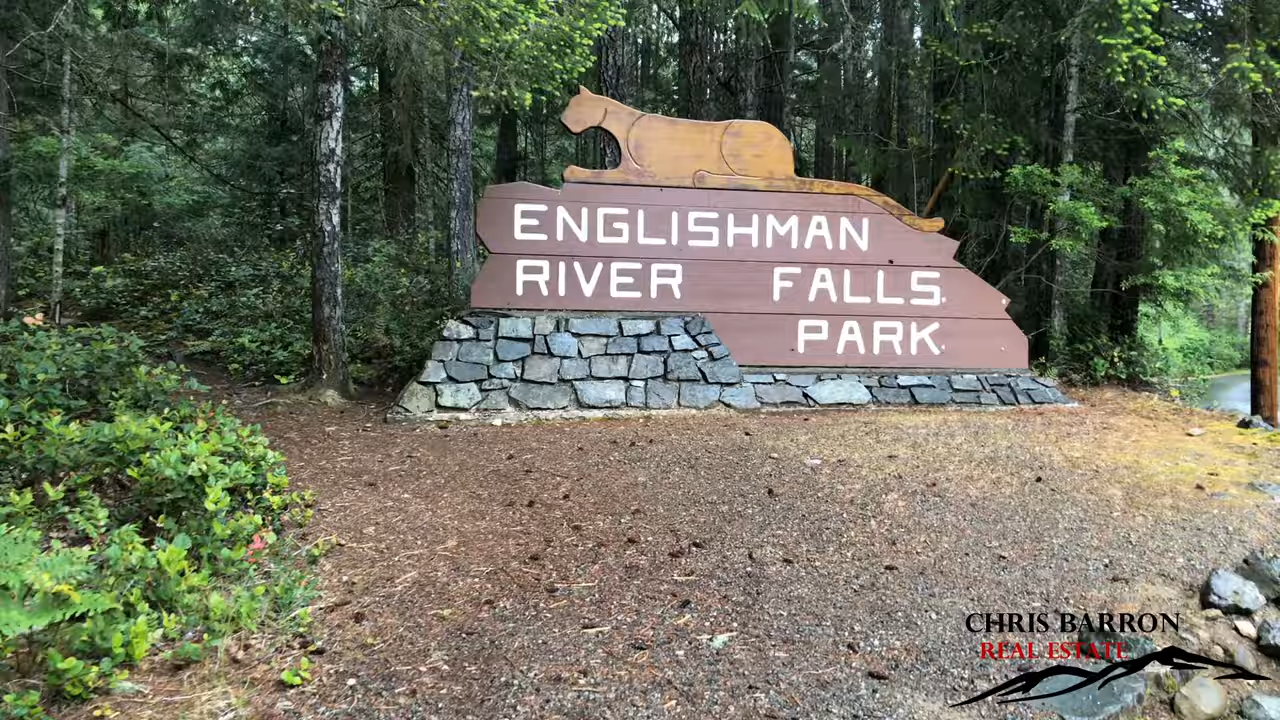 ENGLISHMAN
RIVER FALLS
PARK
CHRIS BARRON
REAL ESTATE